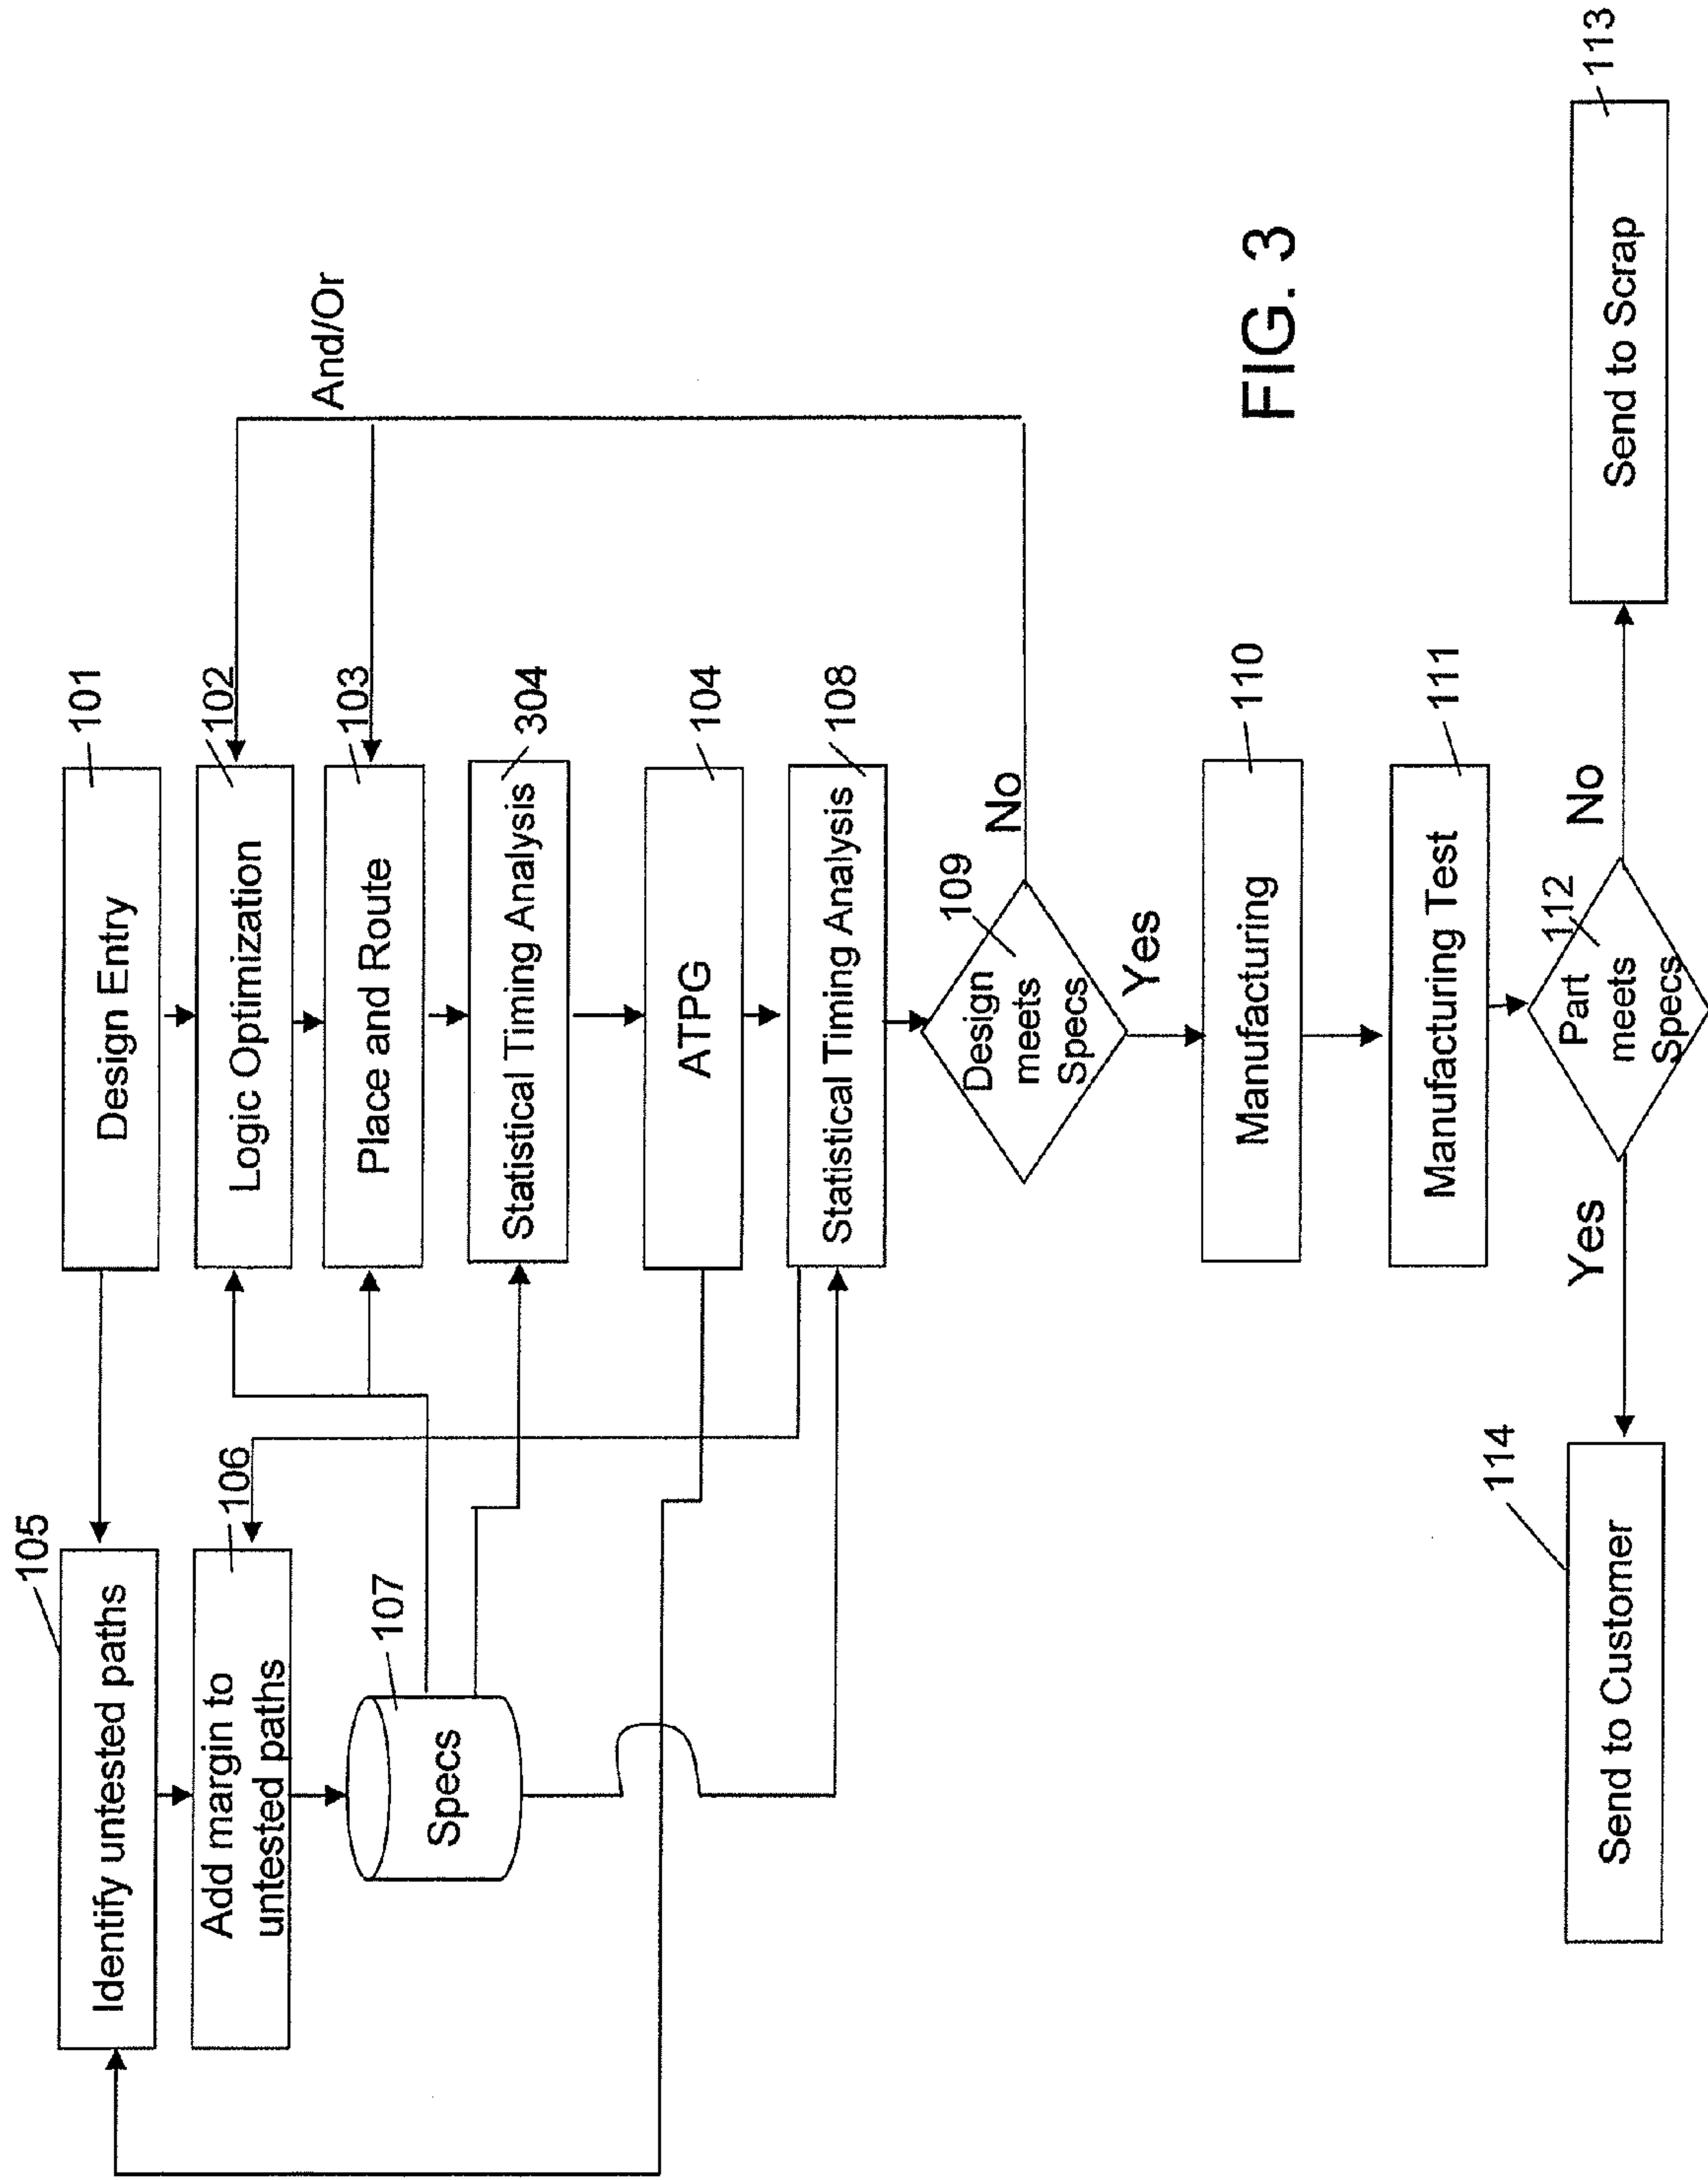 101
Design Entry
105
Identify untested paths
102
Logic Optimization
And/Or
106
Add margin to
untested paths
103
Place and Route
107
Specs
304
Statistical Timing Analysis
104
ATPG
108
Statistical Timing Analysis
109
Design
meets
Specs
No
Yes
110
Manufacturing
FIG. 3
111
Manufacturing Test
112
Part
meets
Specs
Yes
No
114
Send to Customer
113
Send to Scrap